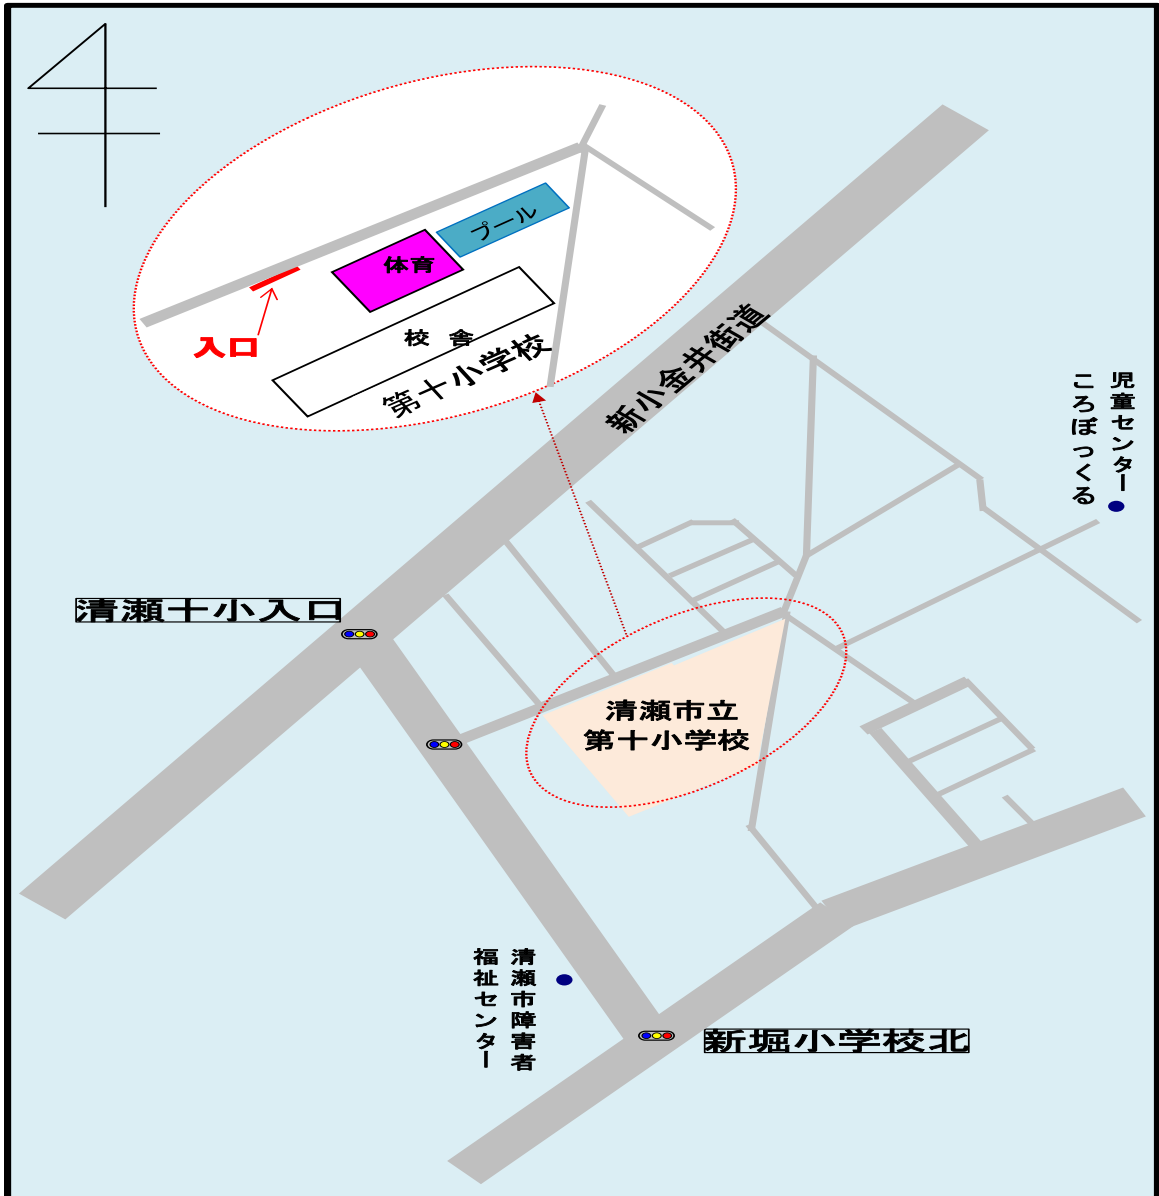 プール
体育
校 舎
入口
第十小学校
新小金井街道
児童センター
ころぽっくる
清瀬十小入口
清瀬市立
第十小学校
清瀬市障害者
福祉センター
新堀小学校北